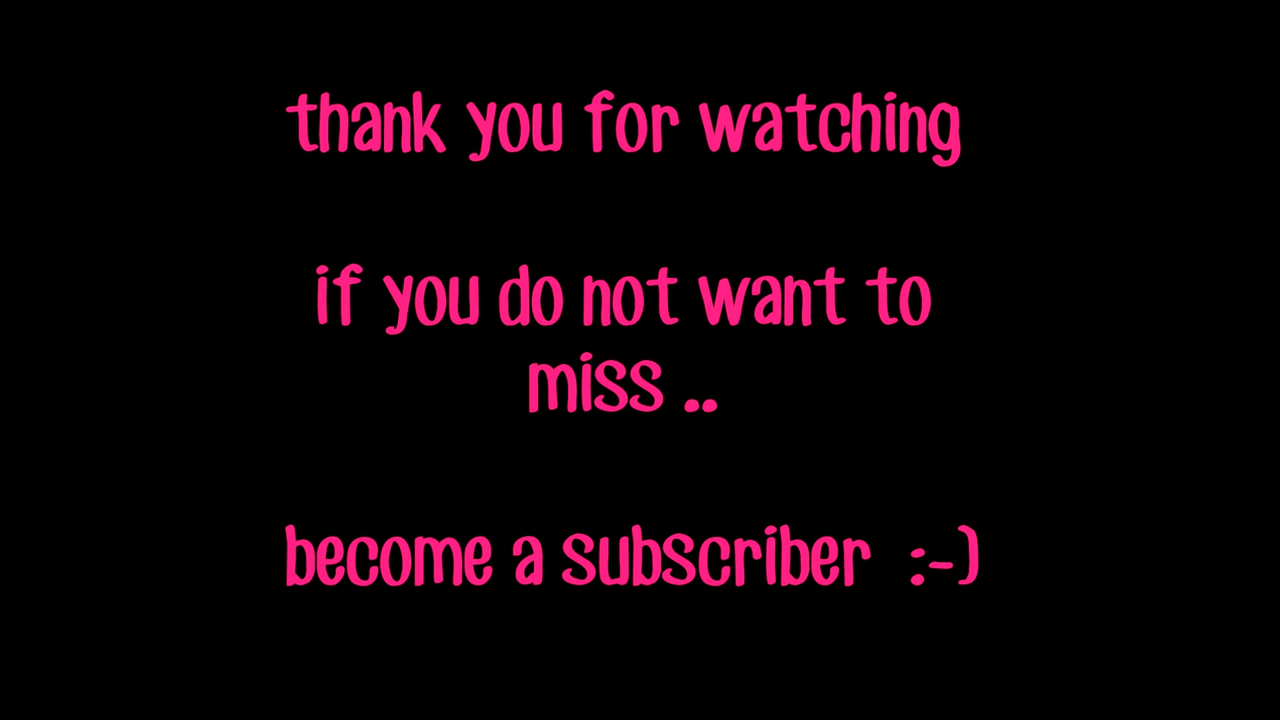 thank you for watching
if you do not want to
miss ..
become a subscriber :-)